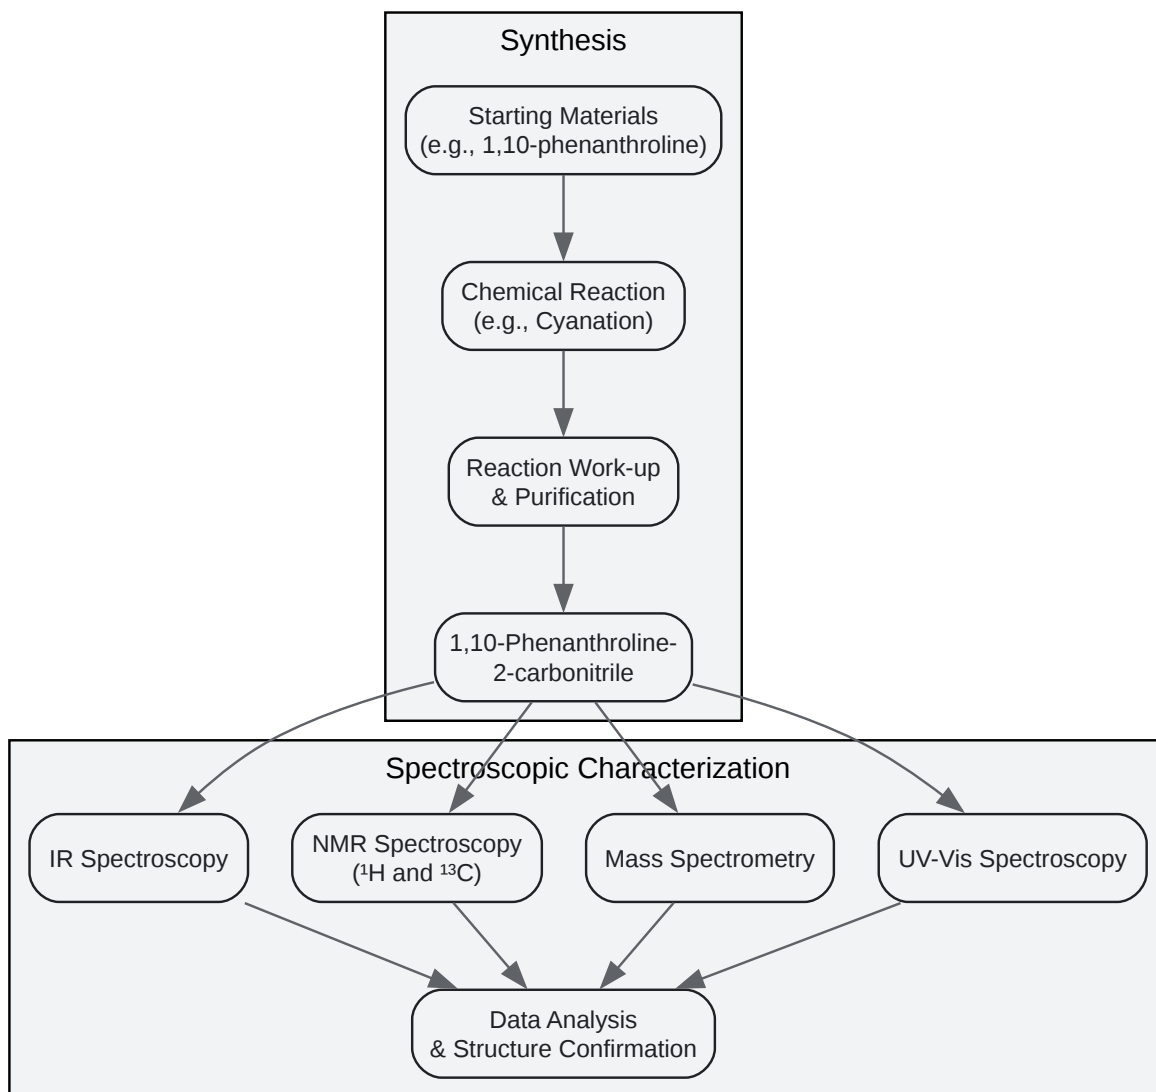 Synthesis
Starting Materials
(e.g., 1,10-phenanthroline)
Chemical Reaction
(e.g., Cyanation)
Reaction Work-up
& Purification
1,10-Phenanthroline-
2-carbonitrile
Spectroscopic Characterization
IR Spectroscopy
NMR Spectroscopy
(¹H and ¹³C)
Mass Spectrometry
UV-Vis Spectroscopy
Data Analysis
& Structure Confirmation